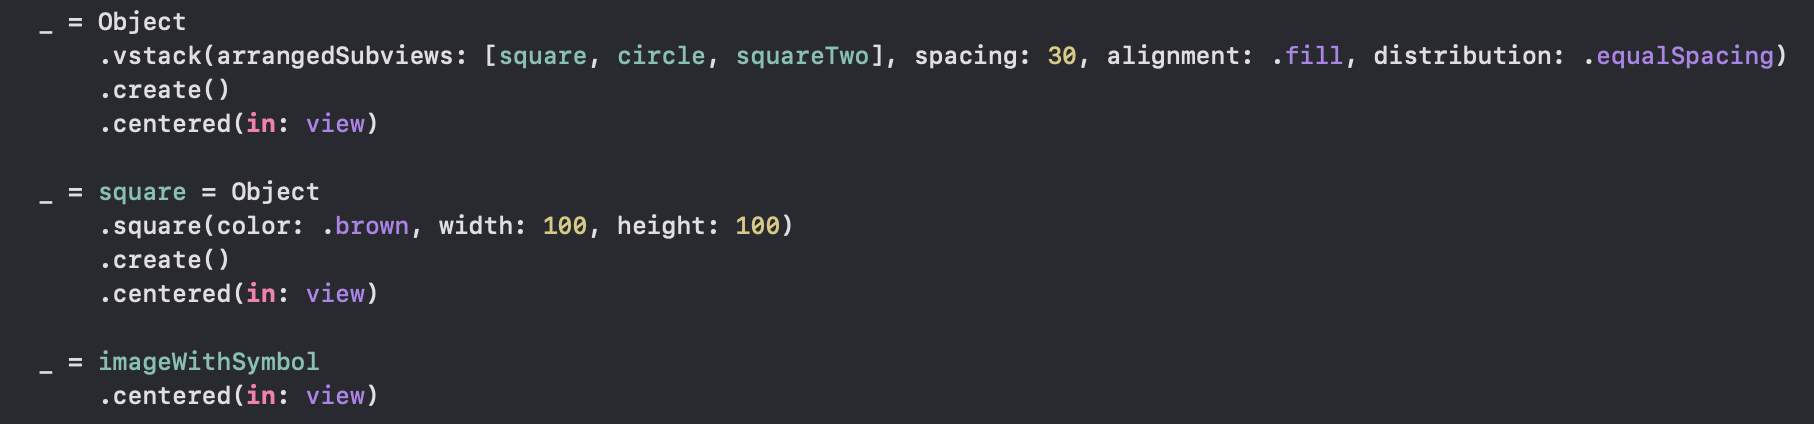 _ = Object
.vstack(arrangedSubviews: [square, circle, squareTwo], spacing: 30, alignment: .fill, distribution: .equalSpacing)
.create()
.centered(in: view)
_ = square = Object
.square(color: .brown, width: 100, height: 100)
.create()
.centered(in: view)
_ = imageWithSymbol
.centered(in: view)